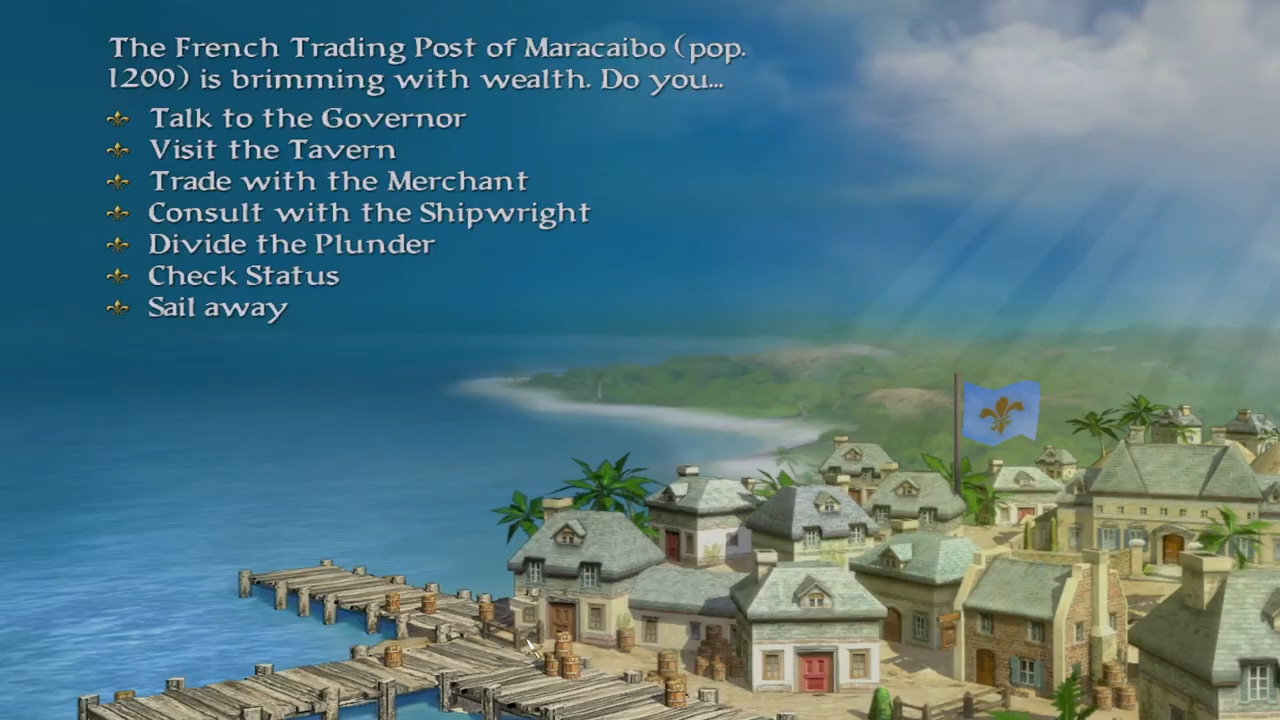 The French Trading Post of Maracaibo (pop.
1200) is brimming with wealth. Do you...
Talk to the Governor
Visit the Tavern
Trade with the Merchant
Consult with the Shipwright
Divide the Plunder
Check Status
Sail away